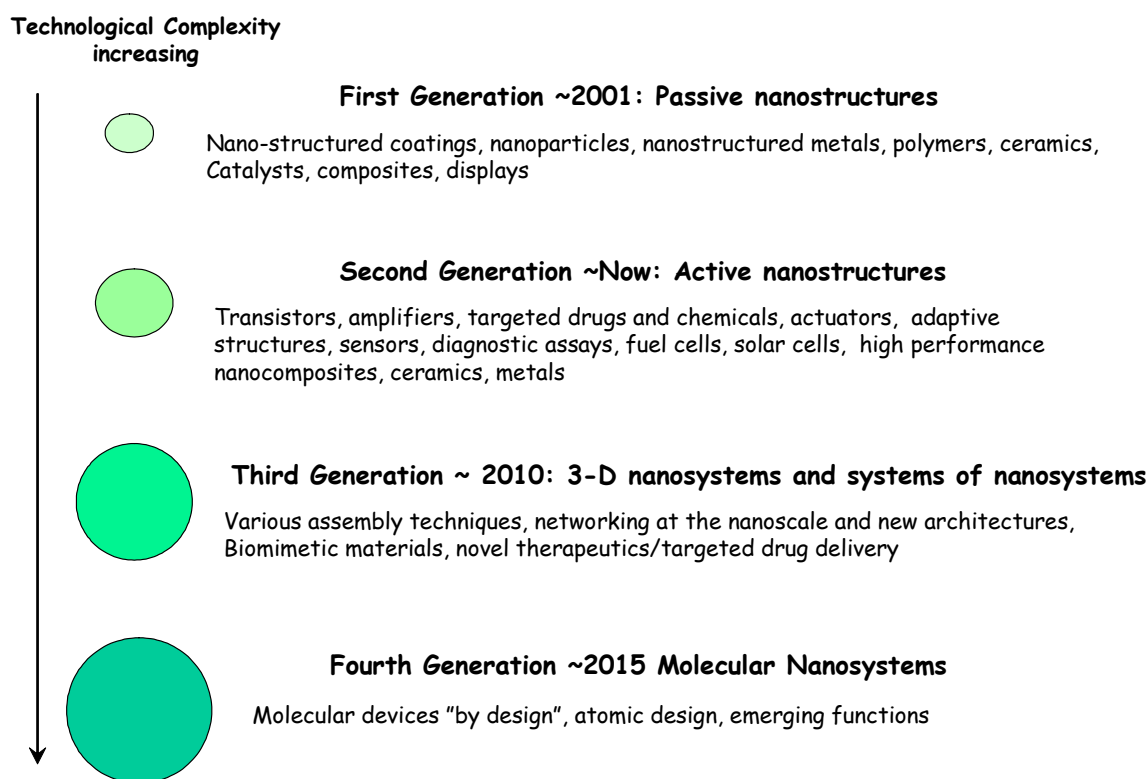 Technological Complexity
increasing
First Generation ~2001: Passive nanostructures
Nano-structured coatings, nanoparticles, nanostructured metals, polymers, ceramics,
Catalysts, composites, displays
Second Generation ~Now: Active nanostructures
Transistors, amplifiers, targeted drugs and chemicals, actuators, adaptive
structures, sensors, diagnostic assays, fuel cells, solar cells, high performance
nanocomposites, ceramics, metals
Third Generation ~ 2010: 3-D nanosystems and systems of nanosystems
Various assembly techniques, networking at the nanoscale and new architectures,
Biomimetic materials, novel therapeutics/targeted drug delivery
Fourth Generation ~2015 Molecular Nanosystems
Molecular devices ”by design”, atomic design, emerging functions